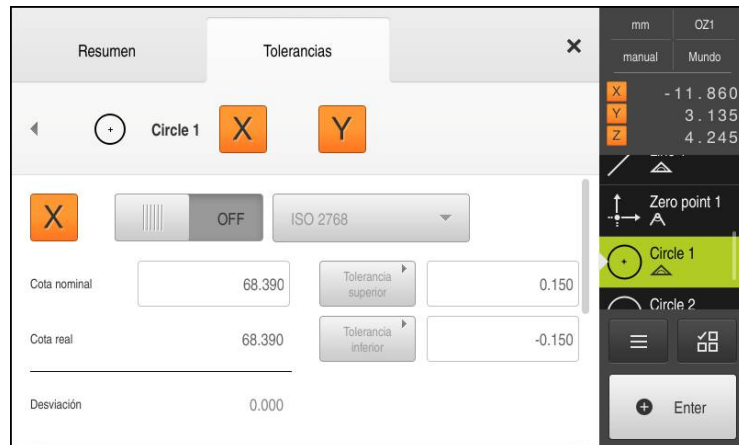 Resumen
Tolerancias
mm
OZ1
manual
Mundo
X -11.860
Y 3.135
Z 4.245
Circle 1
X
Y
X
OFF
ISO 2768
Cota nominal
68.390
Tolerancia superior
0.150
Cota real
68.390
Tolerancia inferior
-0.150
Desviación
0.000
Zero point 1
Circle 1
Circle 2
Enter